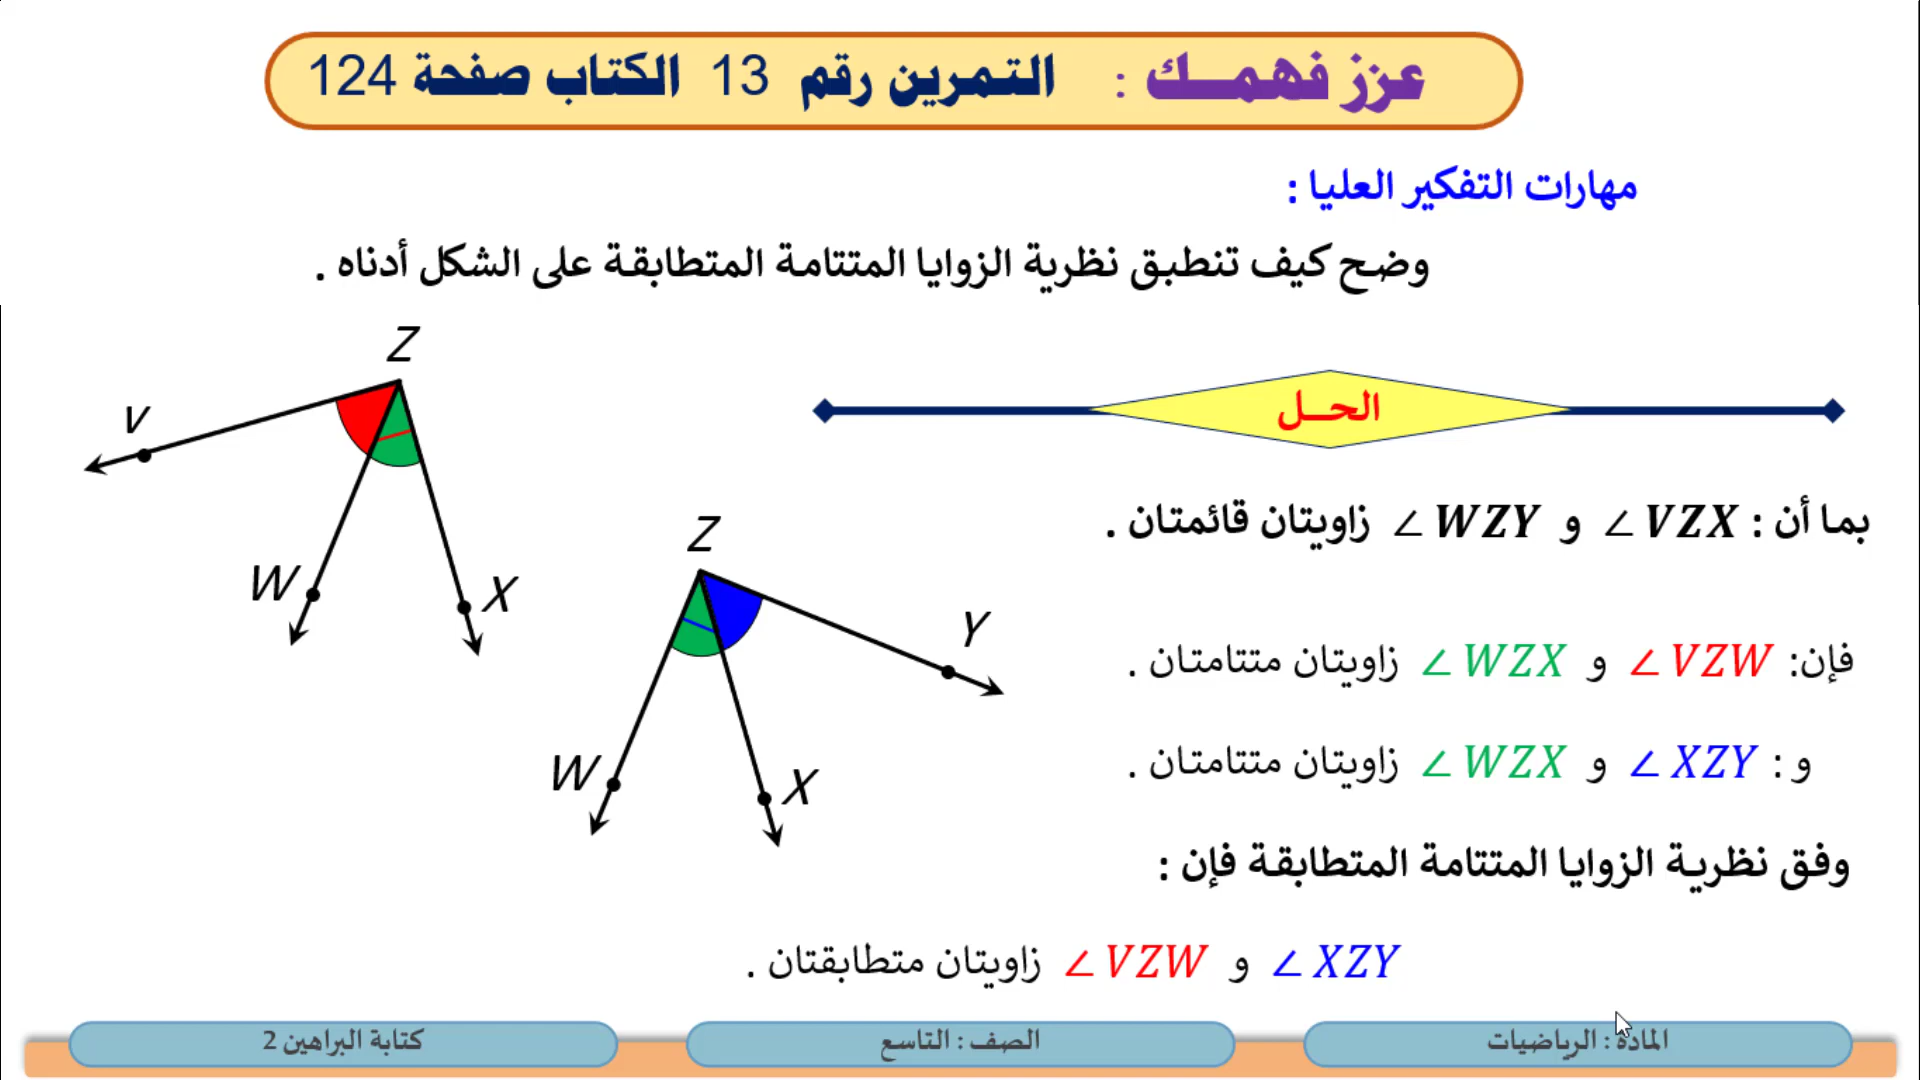 عزز فهمك : التمرين رقم 13 الكتاب صفحة 124
مهارات التفكير العليا :
وضح كيف تنطبق نظرية الزوايا المتتامة المتطابقة على الشكل أدناه .
Z
V
W
X
Z
Y
W
X
الحل
بما أن : ∠VZX و ∠WZY زاويتان قائمتان .
فإن: ∠VZW و ∠WZX زاويتان متتامتان .
و : ∠XZY و ∠WZX زاويتان متتامتان .
وفق نظرية الزوايا المتتامة المتطابقة فإن :
∠XZY و ∠VZW زاويتان متطابقتان .
المادة : الرياضيات
الصف : التاسع
كتابة البراهين 2